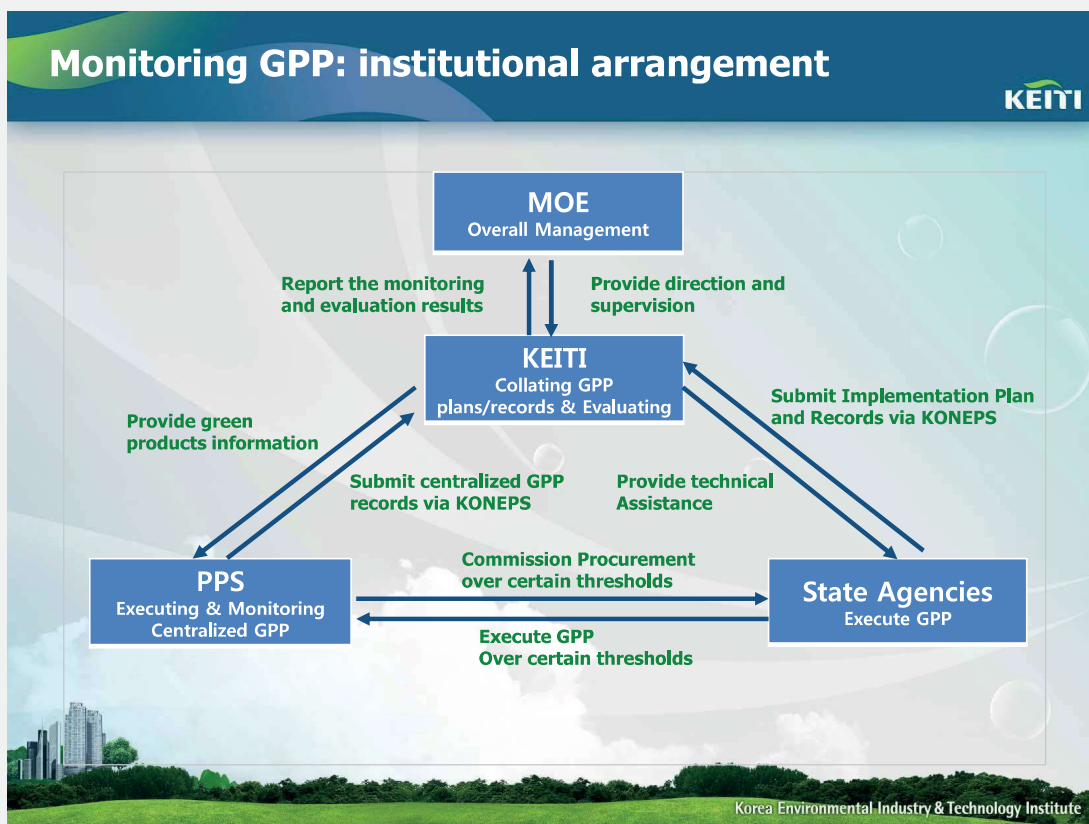 Monitoring GPP: institutional arrangement
KEITI
MOE
Overall Management
Report the monitoring
and evaluation results
Provide direction and
supervision
KEITI
Collating GPP
plans/records & Evaluating
Submit Implementation Plan
and Records via KONEPS
Provide green
products information
Submit centralized GPP
records via KONEPS
Provide technical
Assistance
Commission Procurement
over certain thresholds
PPS
Executing & Monitoring
Centralized GPP
State Agencies
Execute GPP
Execute GPP
Over certain thresholds
Korea Environmental Industry & Technology Institute